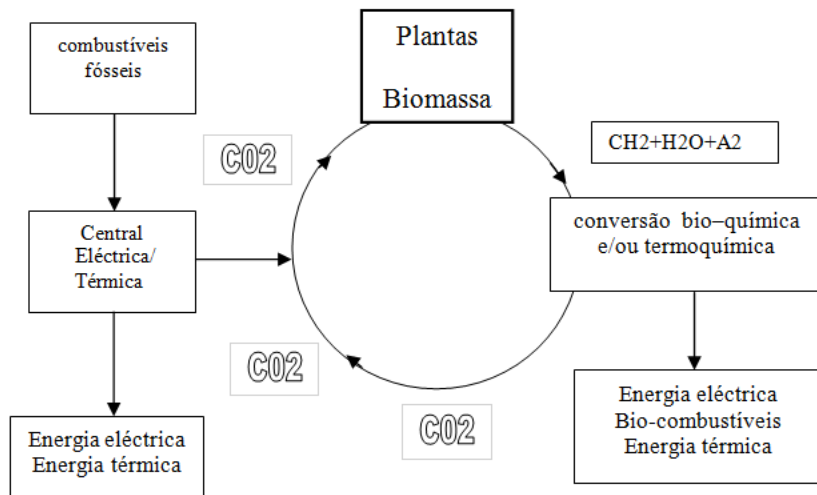 combustíveis
fósseis
Plantas
Biomassa
C02
CH2+H2O+A2
Central
Eléctrica/
Térmica
conversão bio–química
e/ou termoquímica
C02
C02
Energia eléctrica
Energia térmica
Energia eléctrica
Bio-combustíveis
Energia térmica